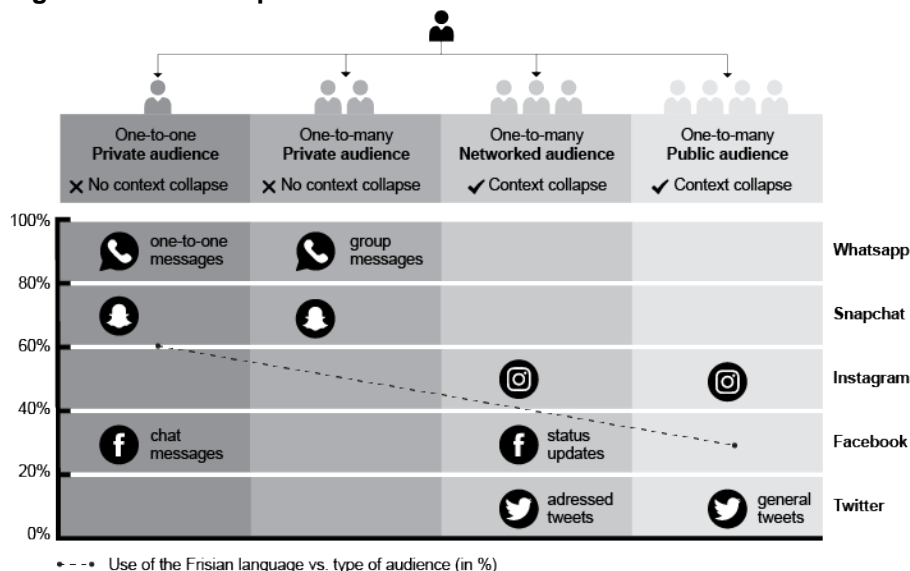 One-to-one
Private audience
No context collapse
One-to-many
Private audience
No context collapse
One-to-many
Networked audience
Context collapse
One-to-many
Public audience
Context collapse
100%
one-to-one
messages
group
messages
Whatsapp
80%
Snapchat
60%
Instagram
40%
chat
messages
status
updates
Facebook
20%
adressed
tweets
general
tweets
Twitter
0%
Use of the Frisian language vs. type of audience (in %)